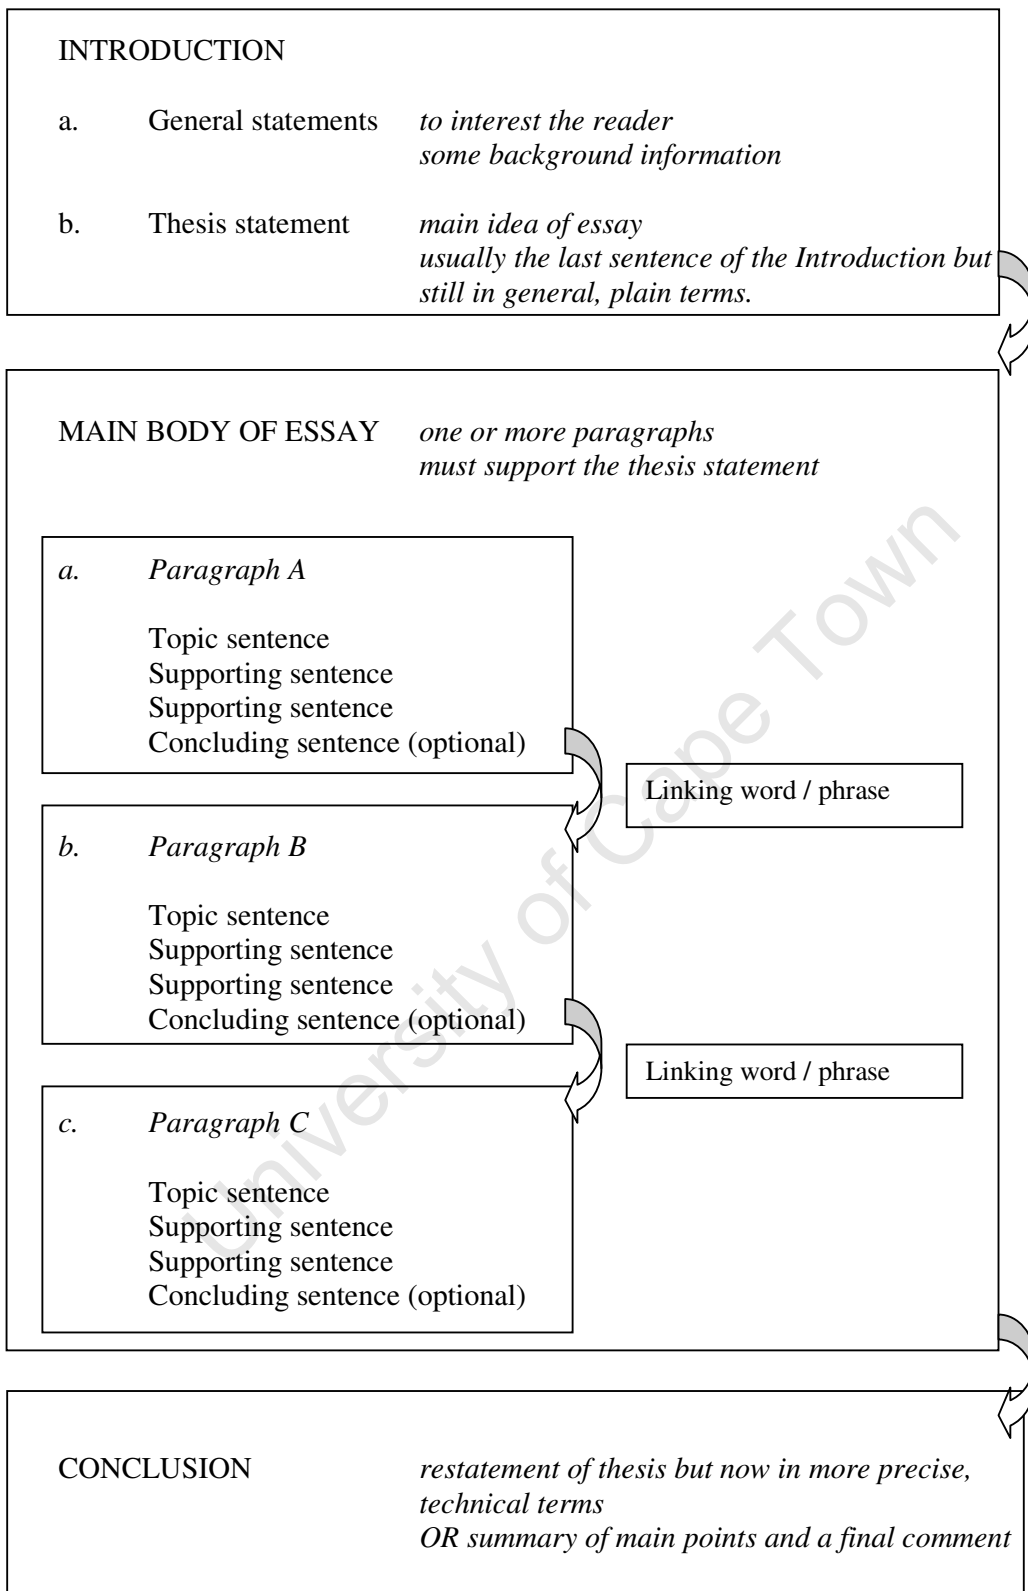 INTRODUCTION
a. General statements to interest the reader
some background information
b. Thesis statement main idea of essay
usually the last sentence of the Introduction but
still in general, plain terms.
MAIN BODY OF ESSAY one or more paragraphs
must support the thesis statement
a. Paragraph A
Topic sentence
Supporting sentence
Supporting sentence
Concluding sentence (optional)
Linking word / phrase
b. Paragraph B
Topic sentence
Supporting sentence
Supporting sentence
Concluding sentence (optional)
Linking word / phrase
c. Paragraph C
Topic sentence
Supporting sentence
Supporting sentence
Concluding sentence (optional)
CONCLUSION restatement of thesis but now in more precise,
technical terms
OR summary of main points and a final comment
University of Cape Town